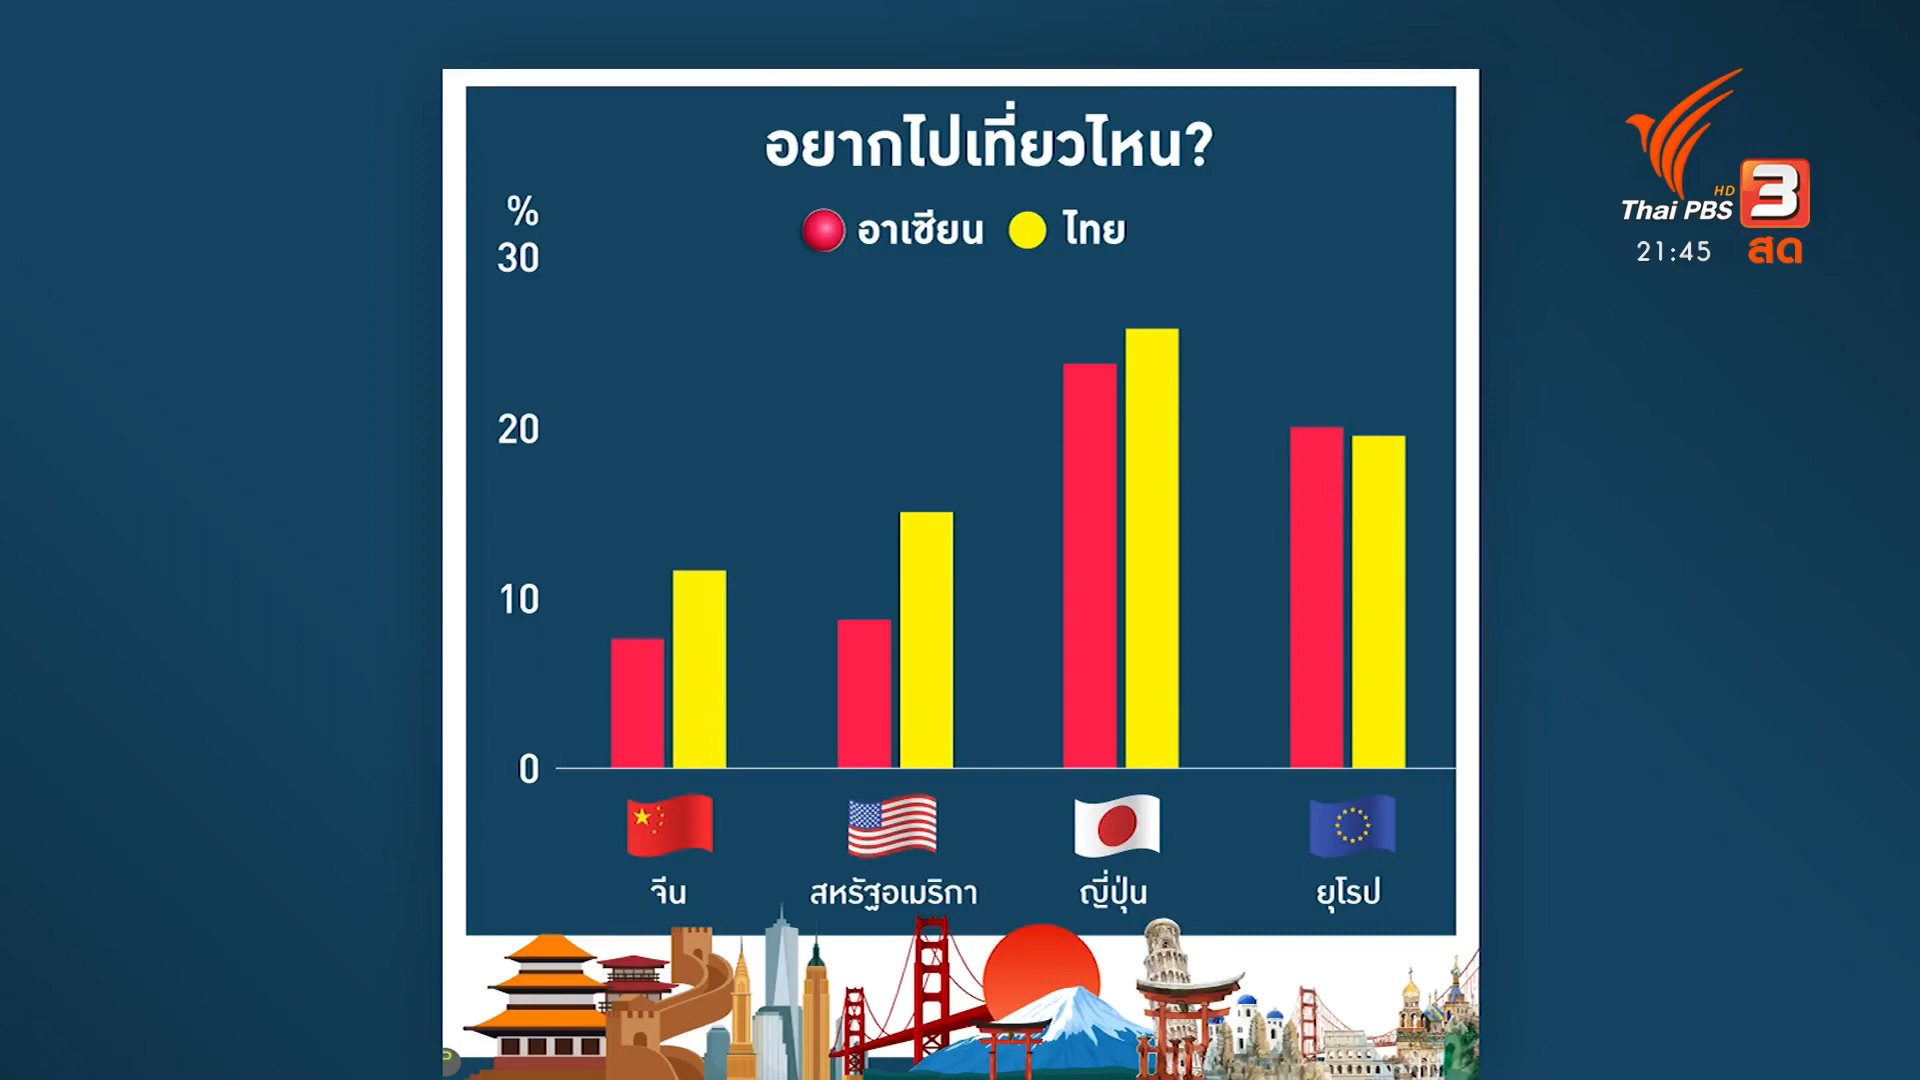 อยากไปเที่ยวไหน?
อาเซียน ไทย
%
30
20
10
0
จีน
สหรัฐอเมริกา
ญี่ปุ่น
ยุโรป
HD
Thai PBS 3
21:45 สด